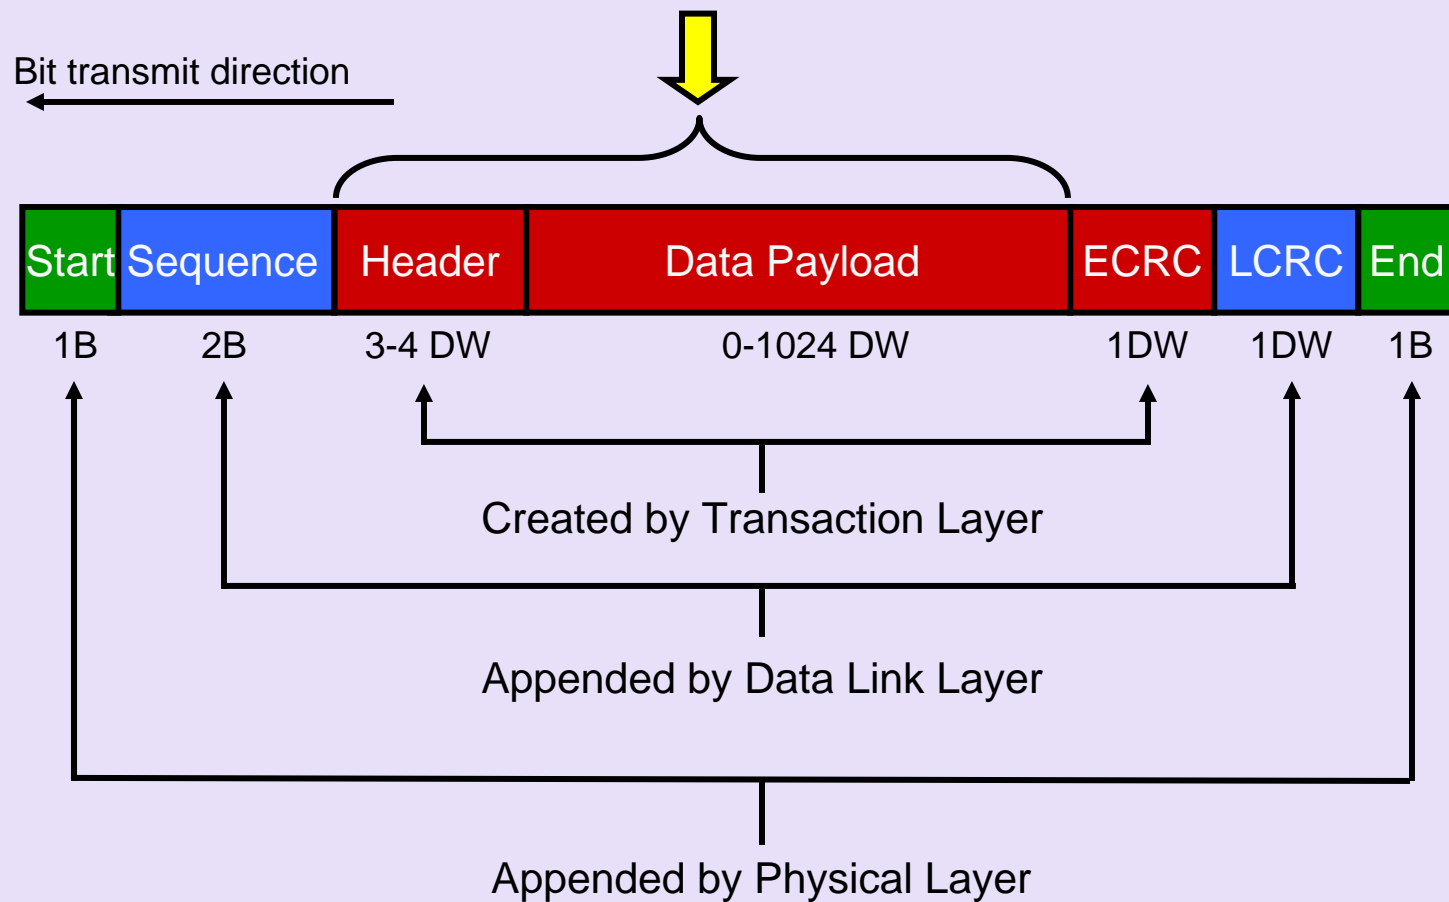 Bit transmit direction
Start Sequence Header Data Payload ECRC LCRC End
1B 2B 3-4 DW 0-1024 DW 1DW 1DW 1B
Created by Transaction Layer
Appended by Data Link Layer
Appended by Physical Layer